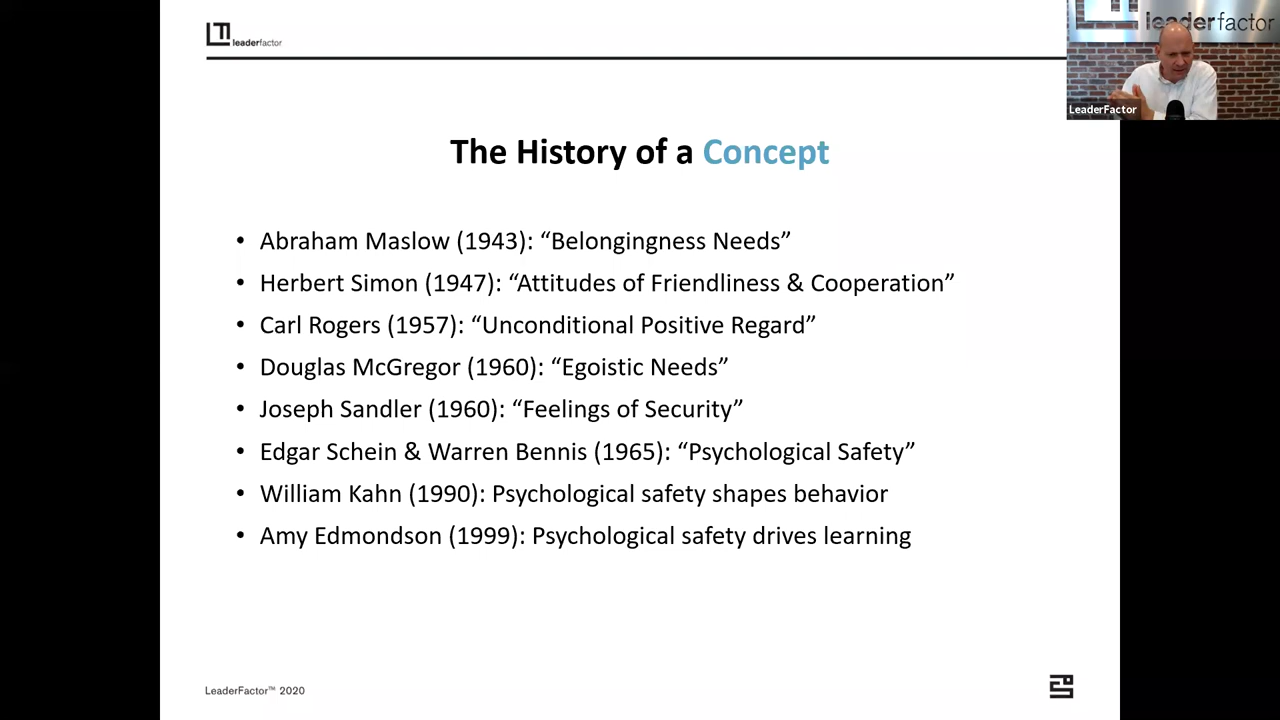 leaderfactor
leaderfactor
LeaderFactor
The History of a Concept
• Abraham Maslow (1943): “Belongingness Needs”
• Herbert Simon (1947): “Attitudes of Friendliness & Cooperation”
• Carl Rogers (1957): “Unconditional Positive Regard”
• Douglas McGregor (1960): “Egoistic Needs”
• Joseph Sandler (1960): “Feelings of Security”
• Edgar Schein & Warren Bennis (1965): “Psychological Safety”
• William Kahn (1990): Psychological safety shapes behavior
• Amy Edmondson (1999): Psychological safety drives learning
LeaderFactor™ 2020